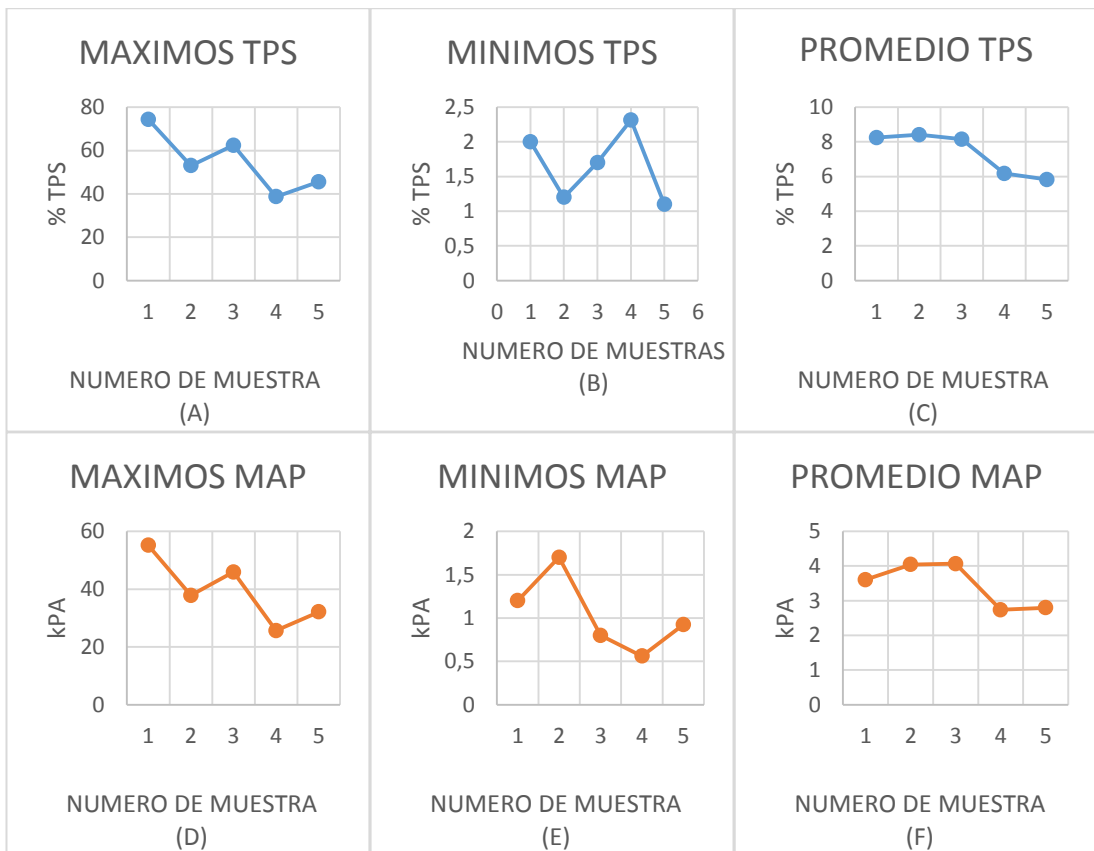 MAXIMOS TPS
80
60
40
20
0
% TPS
1 2 3 4 5
NUMERO DE MUESTRA
(A)
MINIMOS TPS
2,5
2
1,5
1
0,5
0
% TPS
0 1 2 3 4 5 6
NUMERO DE MUESTRAS
(B)
PROMEDIO TPS
10
8
6
4
2
0
% TPS
1 2 3 4 5
NUMERO DE MUESTRA
(C)
MAXIMOS MAP
60
40
20
0
kPA
1 2 3 4 5
NUMERO DE MUESTRA
(D)
MINIMOS MAP
2
1,5
1
0,5
0
kPA
1 2 3 4 5
NUMERO DE MUESTRA
(E)
PROMEDIO MAP
5
4
3
2
1
0
kPA
1 2 3 4 5
NUMERO DE MUESTRA
(F)